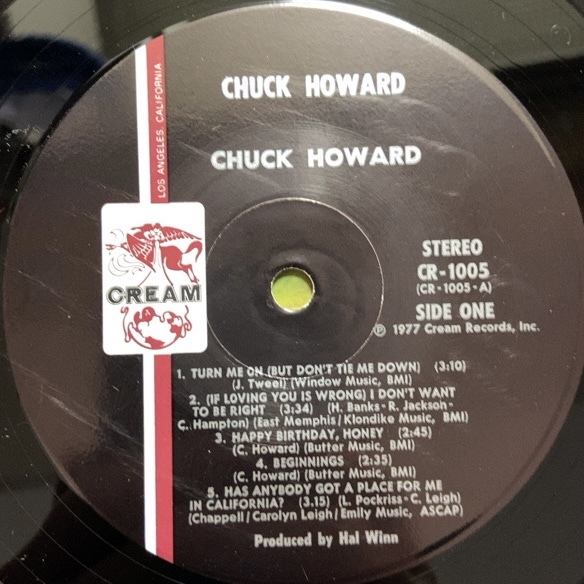 LOS ANGELES, CALIFORNIA
CHUCK HOWARD
CHUCK HOWARD
CREAM
STEREO
CR-1005
(CR-1005-A)
SIDE ONE
Ⓟ 1977 Cream Records, Inc.
1. TURN ME ON (BUT DON'T TIE ME DOWN) (3:10)
(J. Tweel) (Window Music, BMI)
2. (IF LOVING YOU IS WRONG) I DON'T WANT
TO BE RIGHT (3:34) (H. Banks-R. Jackson-
C. Hampton) (East Memphis/Klondike Music, BMI)
3. HAPPY BIRTHDAY, HONEY (2:45)
(C. Howard) (Butter Music, BMI)
4. BEGINNINGS (2:35)
(C. Howard) (Butter Music, BMI)
5. HAS ANYBODY GOT A PLACE FOR ME
IN CALIFORNIA? (3.15) (L. Pockriss-C. Leigh)
(Chappell/Carolyn Leigh/Emily Music, ASCAP)
Produced by Hal Winn